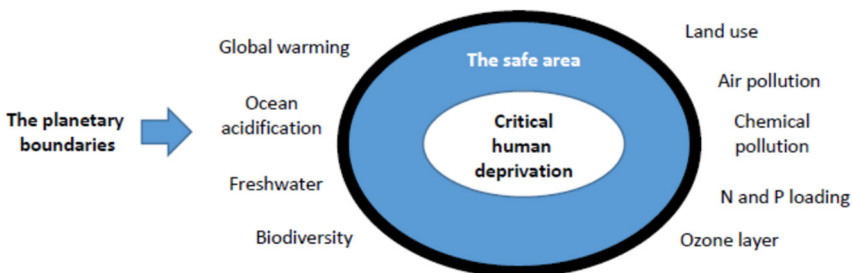 The planetary
boundaries
Global warming
Ocean
acidification
Freshwater
Biodiversity
The safe area
Critical
human
deprivation
Land use
Air pollution
Chemical
pollution
N and P loading
Ozone layer